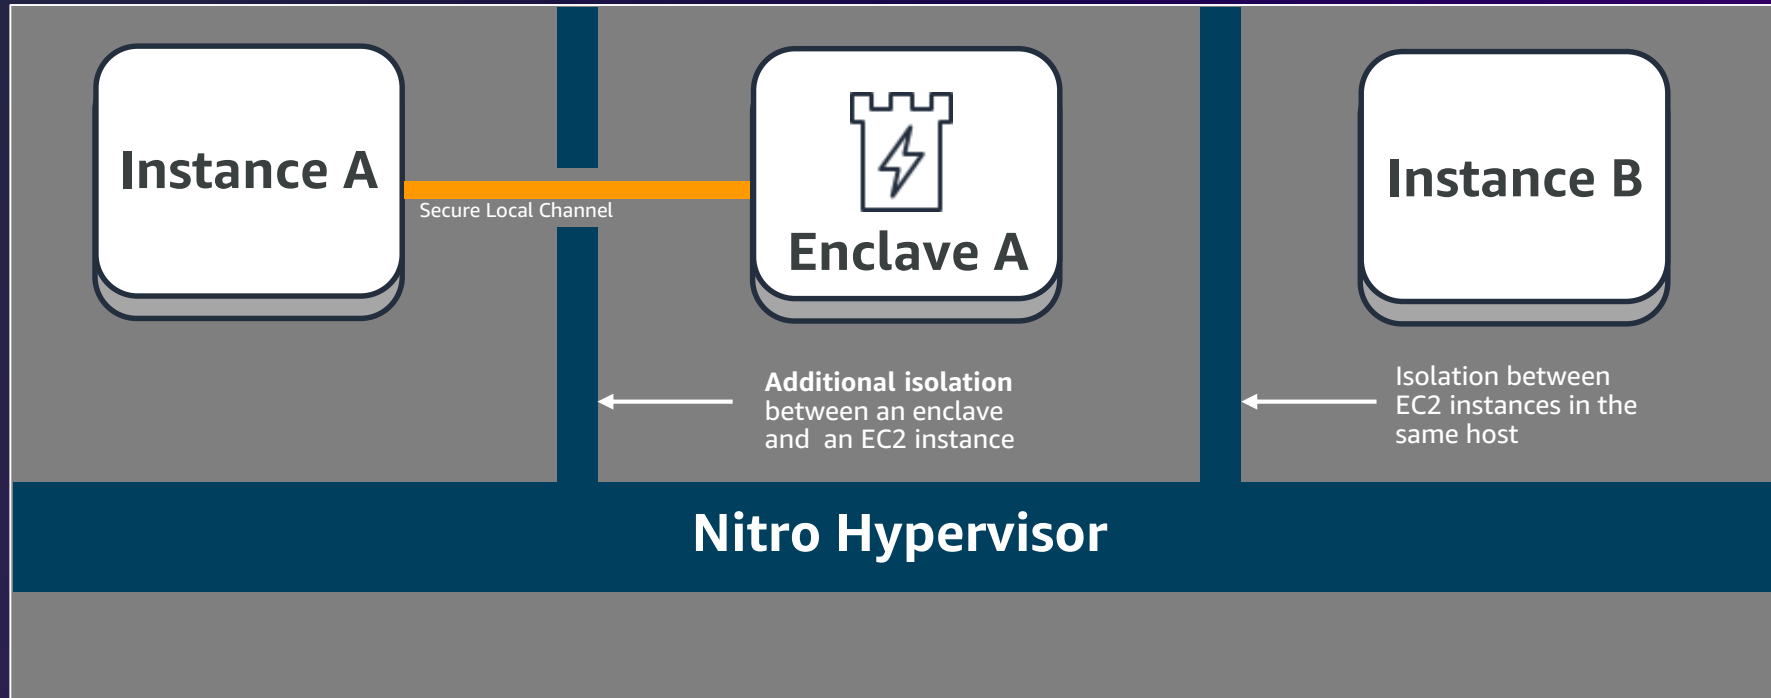 Instance A
Secure Local Channel
Enclave A
Instance B
Additional isolation
between an enclave
and  an EC2 instance
Isolation between
EC2 instances in the
same host
Nitro Hypervisor